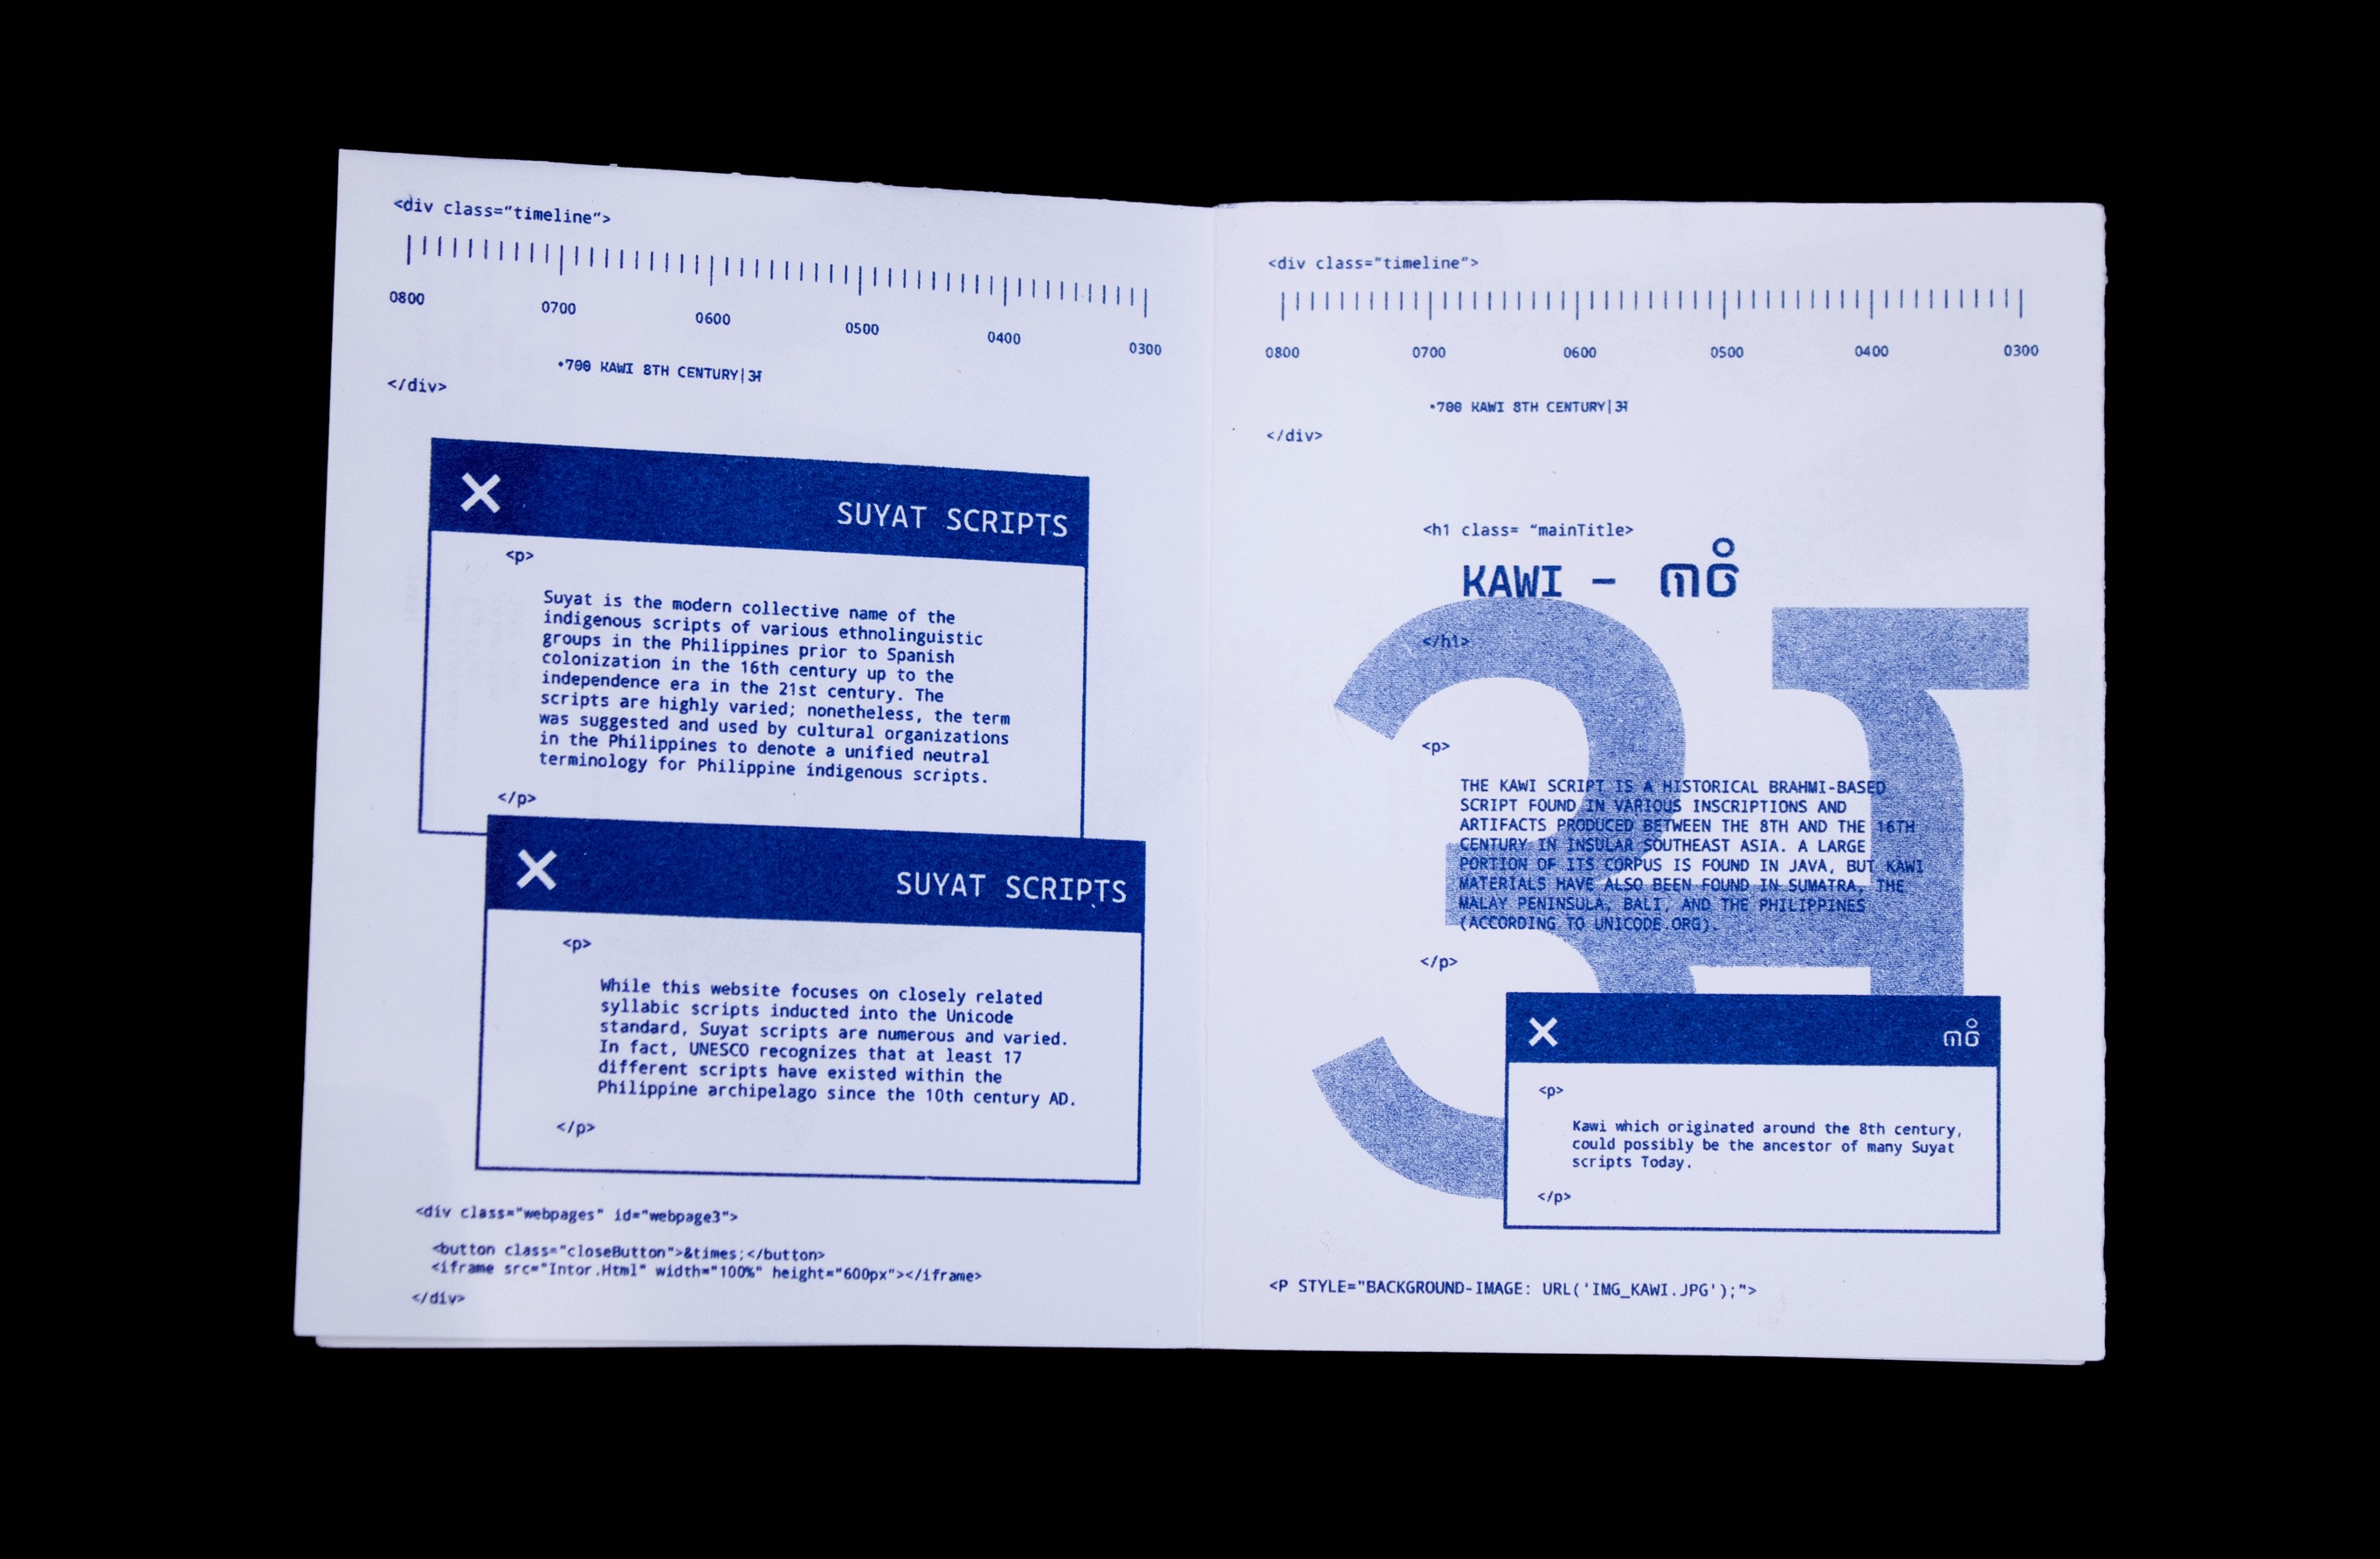 <div class="timeline">
0800 0700 0600 0500 0400 0300
•700 KAWI 8TH CENTURY|अ
</div>
× SUYAT SCRIPTS
<p>
Suyat is the modern collective name of the
indigenous scripts of various ethnolinguistic
groups in the Philippines prior to Spanish
colonization in the 16th century up to the
independence era in the 21st century. The
scripts are highly varied; nonetheless, the term
was suggested and used by cultural organizations
in the Philippines to denote a unified neutral
terminology for Philippine indigenous scripts.
</p>
× SUYAT SCRIPTS
<p>
While this website focuses on closely related
syllabic scripts inducted into the Unicode
standard, Suyat scripts are numerous and varied.
In fact, UNESCO recognizes that at least 17
different scripts have existed within the
Philippine archipelago since the 10th century AD.
</p>
<div class="webpages" id="webpage3">
<button class="closeButton">&times;</button>
<iframe src="Intor.Html" width="100%" height="600px"></iframe>
</div>
<div class="timeline">
0800 0700 0600 0500 0400 0300
•700 KAWI 8TH CENTURY|अ
</div>
<h1 class= “mainTitle>
KAWI –
</h1>
अ
<p>
THE KAWI SCRIPT IS A HISTORICAL BRAHMI-BASED
SCRIPT FOUND IN VARIOUS INSCRIPTIONS AND
ARTIFACTS PRODUCED BETWEEN THE 8TH AND THE 16TH
CENTURY IN INSULAR SOUTHEAST ASIA. A LARGE
PORTION OF ITS CORPUS IS FOUND IN JAVA, BUT KAWI
MATERIALS HAVE ALSO BEEN FOUND IN SUMATRA, THE
MALAY PENINSULA, BALI, AND THE PHILIPPINES
(ACCORDING TO UNICODE.ORG).
</p>
×
<p>
Kawi which originated around the 8th century,
could possibly be the ancestor of many Suyat
scripts Today.
</p>
<P STYLE="BACKGROUND-IMAGE: URL('IMG_KAWI.JPG');">